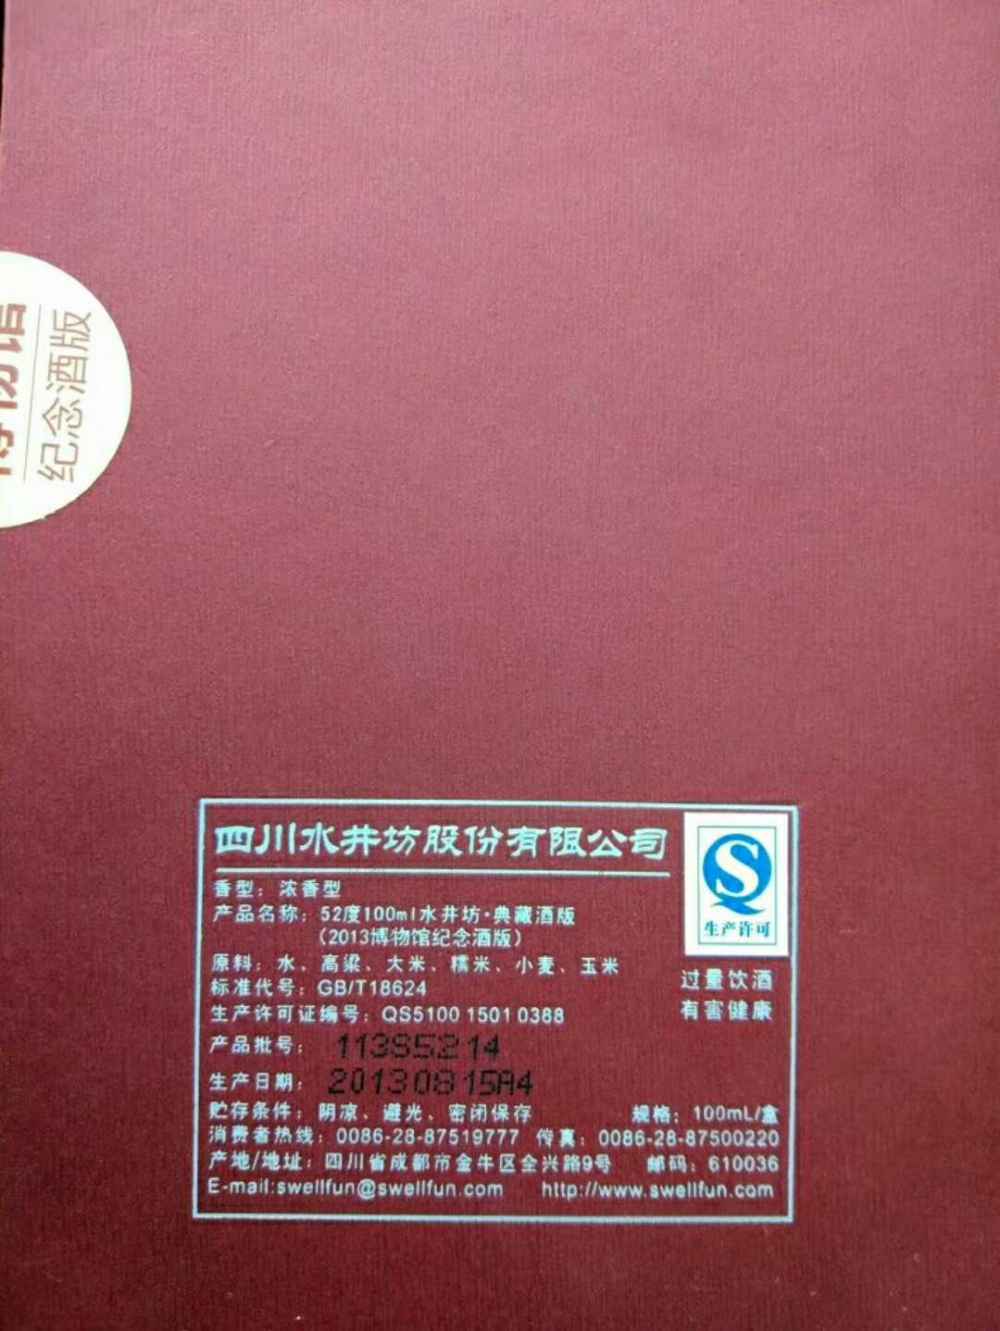 纪念酒版
四川水井坊股份有限公司
香型：浓香型
产品名称：52度100ml水井坊·典藏酒版
（2013博物馆纪念酒版）
原料：水、高粱、大米、糯米、小麦、玉米
标准代号：GB/T18624
生产许可证编号：QS5100 1501 0388
产品批号：
生产日期：20130815A4
贮存条件：阴凉、避光、密闭保存 规格：100mL/盒
消费者热线：0086-28-87519777 传真：0086-28-87500220
产地/地址：四川省成都市金牛区全兴路9号 邮码：610036
E-mail:swellfun@swellfun.com http://www.swellfun.com
S
生产许可
过量饮酒
有害健康